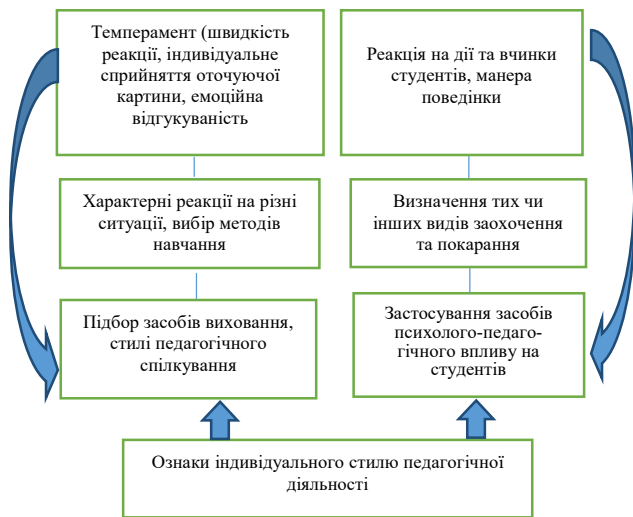 Темперамент (швидкість
реакції, індивідуальне
сприйняття оточуючої
картини, емоційна
відгукуваність
Реакція на дії та вчинки
студентів, манера
поведінки
Характерні реакції на різні
ситуації, вибір методів
навчання
Визначення тих чи
інших видів заохочення
та покарання
Підбор засобів виховання,
стилі педагогічного
спілкування
Застосування засобів
психолого-педаго-
гічного впливу на
студентів
Ознаки індивідуального стилю педагогічної
діяльності